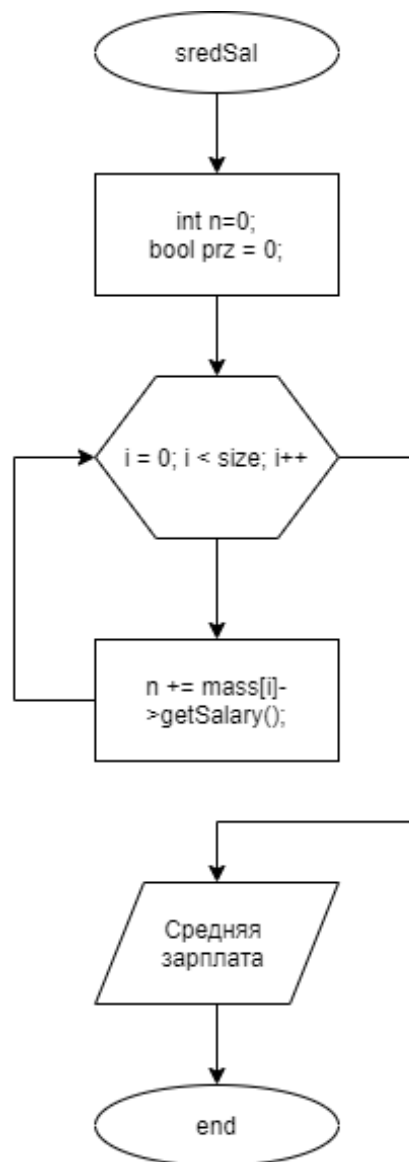 sredSal
int n=0;
bool prz = 0;
i = 0; i < size; i++
n += mass[i]-
>getSalary();
Средняя
зарплата
end